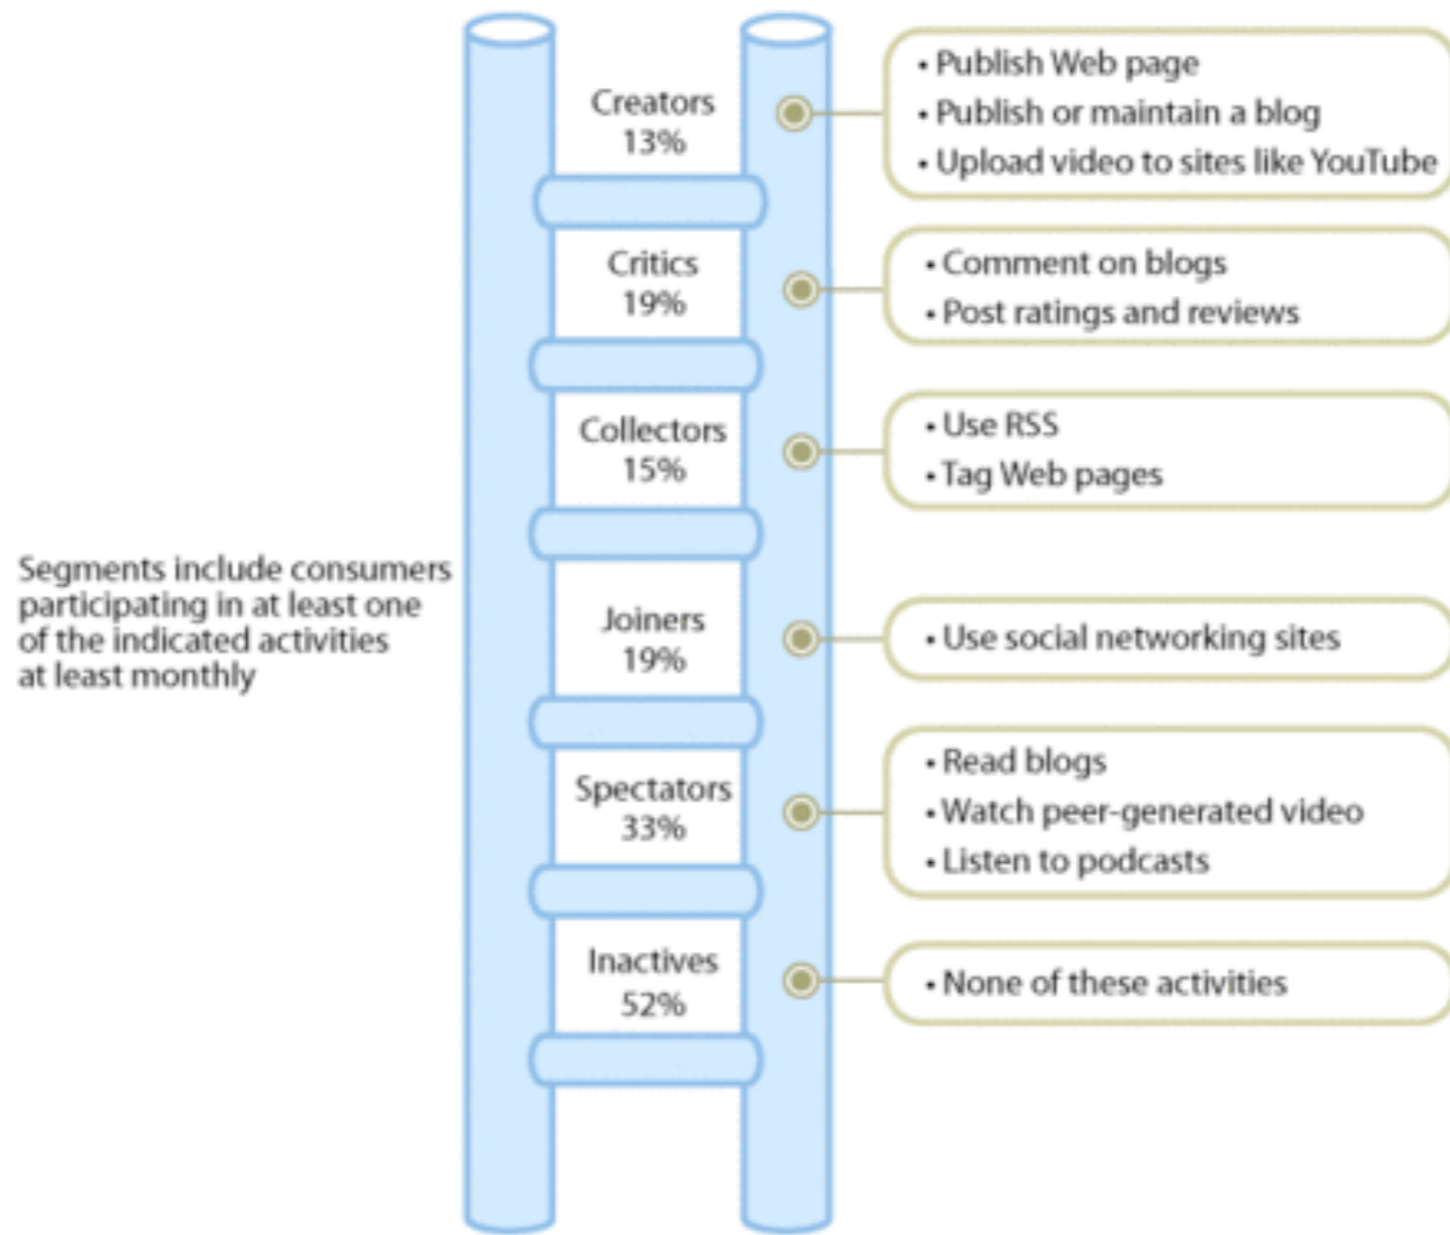 Creators
13%
• Publish Web page
• Publish or maintain a blog
• Upload video to sites like YouTube
Critics
19%
• Comment on blogs
• Post ratings and reviews
Collectors
15%
• Use RSS
• Tag Web pages
Segments include consumers
participating in at least one
of the indicated activities
at least monthly
Joiners
19%
• Use social networking sites
Spectators
33%
• Read blogs
• Watch peer-generated video
• Listen to podcasts
Inactives
52%
• None of these activities